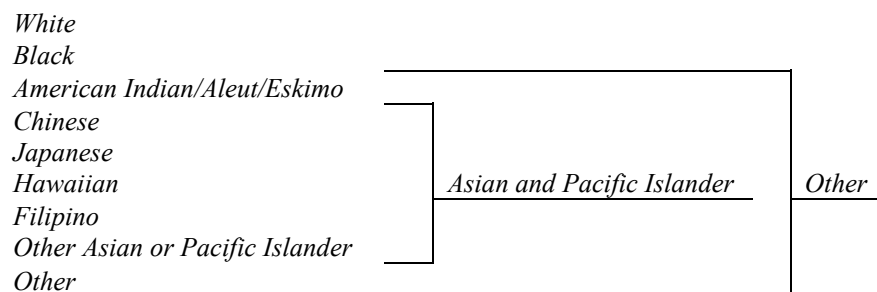 White
Black
American Indian/Aleut/Eskimo
Chinese
Japanese
Hawaiian Asian and Pacific Islander Other
Filipino
Other Asian or Pacific Islander
Other